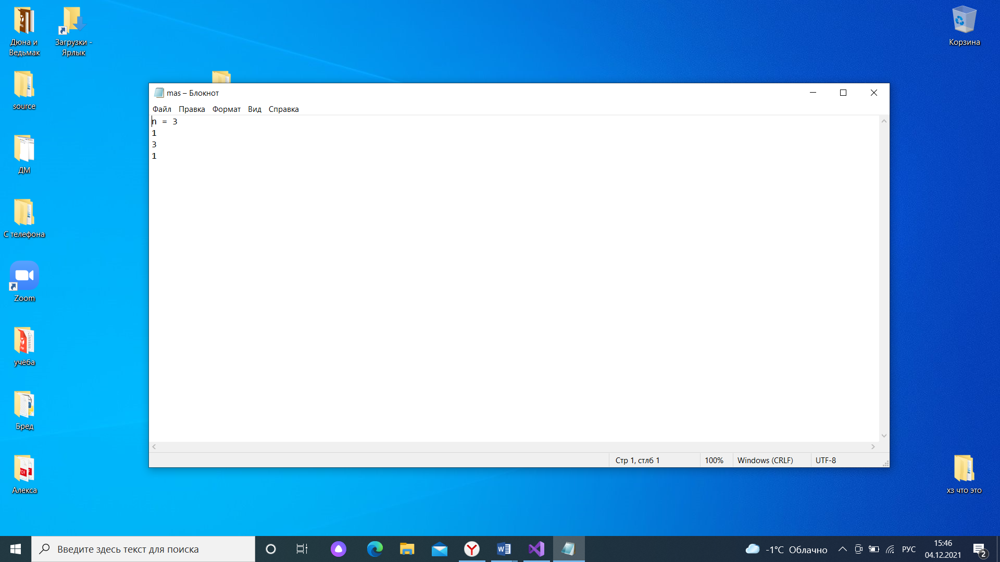 Дюна и
Ведьмак
Загрузки -
Ярлык
Корзина
source
ДМ
С телефона
Zoom
учёба
Бред
Алекса
хз что это
mas – Блокнот
Файл Правка Формат Вид Справка
n = 3
1
3
1
Стр 1, стлб 1 100% Windows (CRLF) UTF-8
Введите здесь текст для поиска
-1°C Облачно
РУС
15:46
04.12.2021
2